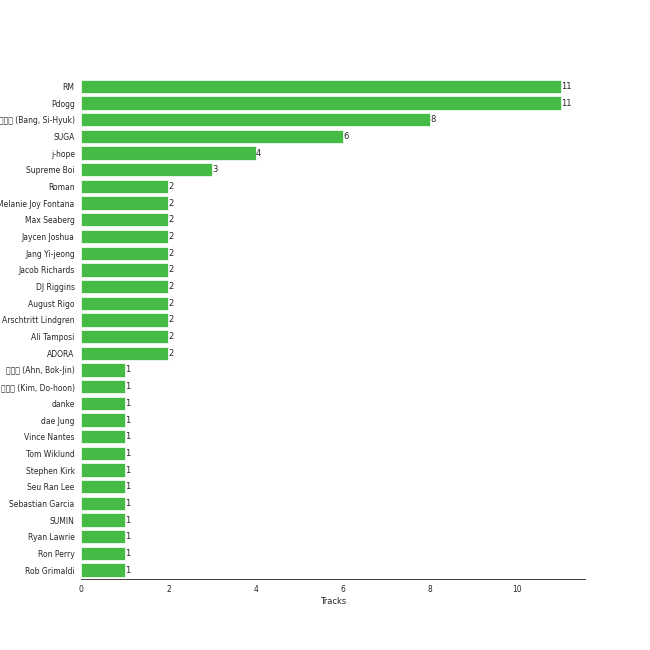 RM 11
Pdogg 11
(Bang, Si-Hyuk) 8
SUGA 6
j-hope 4
Supreme Boi 3
Roman 2
Melanie Joy Fontana 2
Max Seaberg 2
Jaycen Joshua 2
Jang Yi-jeong 2
Jacob Richards 2
DJ Riggins 2
August Rigo 2
Arschtritt Lindgren 2
Ali Tamposi 2
ADORA 2
(Ahn, Bok-Jin) 1
(Kim, Do-hoon) 1
danke 1
dae Jung 1
Vince Nantes 1
Tom Wiklund 1
Stephen Kirk 1
Seu Ran Lee 1
Sebastian Garcia 1
SUMIN 1
Ryan Lawrie 1
Ron Perry 1
Rob Grimaldi 1
0 2 4 6 8 10
Tracks